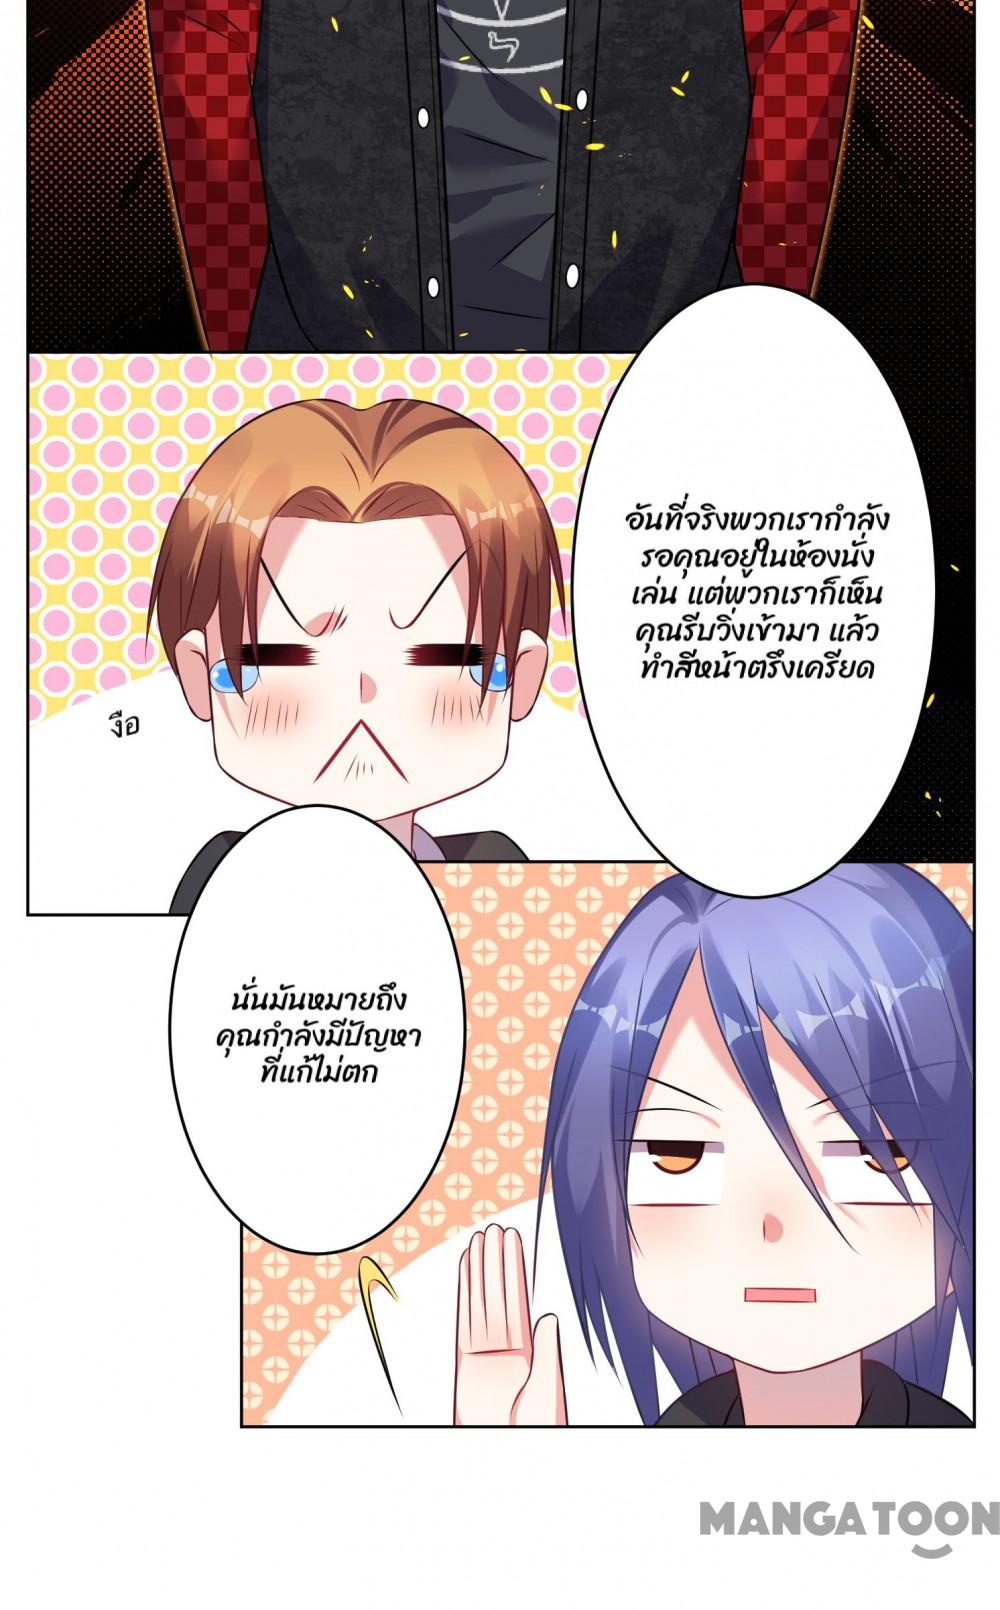 อันที่จริงพวกเรากำลัง
รอคุณอยู่ในห้องนั่ง
เล่น แต่พวกเราก็เห็น
คุณรีบวิ่งเข้ามา แล้ว
ทำสีหน้าตรึงเครียด
งือ
นั่นมันหมายถึง
คุณกำลังมีปัญหา
ที่แก้ไม่ตก
MANGATOON